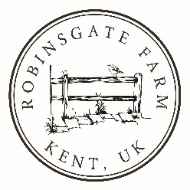 ROBINSGATE FARM
KENT, UK